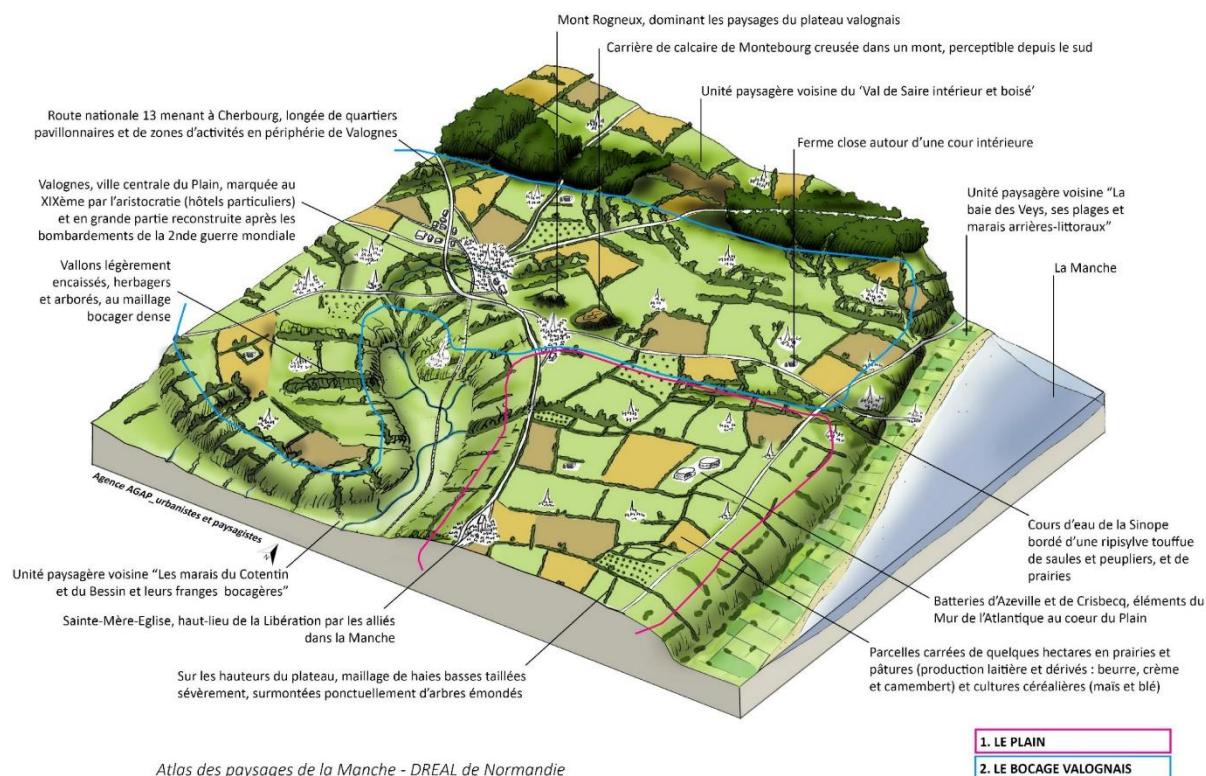 Mont Rogneux, dominant les paysages du plateau valognais
Carrière de calcaire de Montebourg creusée dans un mont, perceptible depuis le sud
Unité paysagère voisine du ‘Val de Saire intérieur et boisé’
Route nationale 13 menant à Cherbourg, longée de quartiers
pavillonnaires et de zones d'activités en périphérie de Valognes
Ferme close autour d'une cour intérieure
Valognes, ville centrale du Plain, marquée au
XIXème par l'aristocratie (hôtels particuliers)
et en grande partie reconstruite après les
bombardements de la 2nde guerre mondiale
Unité paysagère voisine “La
baie des Veys, ses plages et
marais arrières-littoraux”
La Manche
Vallons légèrement
encaissés, herbagers
et arborés, au maillage
bocager dense
Agence AGAP_urbanistes et paysagistes
N
Cours d'eau de la Sinope
bordé d'une ripisylve touffue
de saules et peupliers, et de
prairies
Unité paysagère voisine “Les marais du Cotentin
et du Bessin et leurs franges bocagères”
Batteries d'Azeville et de Crisbecq, éléments du
Mur de l'Atlantique au coeur du Plain
Sainte-Mère-Eglise, haut-lieu de la Libération par les alliés
dans la Manche
Parcelles carrées de quelques hectares en prairies et
pâtures (production laitière et dérivés : beurre, crème
et camembert) et cultures céréalières (maïs et blé)
Sur les hauteurs du plateau, maillage de haies basses taillées
sévèrement, surmontées ponctuellement d'arbres émondés
1. LE PLAIN
2. LE BOCAGE VALOGNAIS
Atlas des paysages de la Manche - DREAL de Normandie